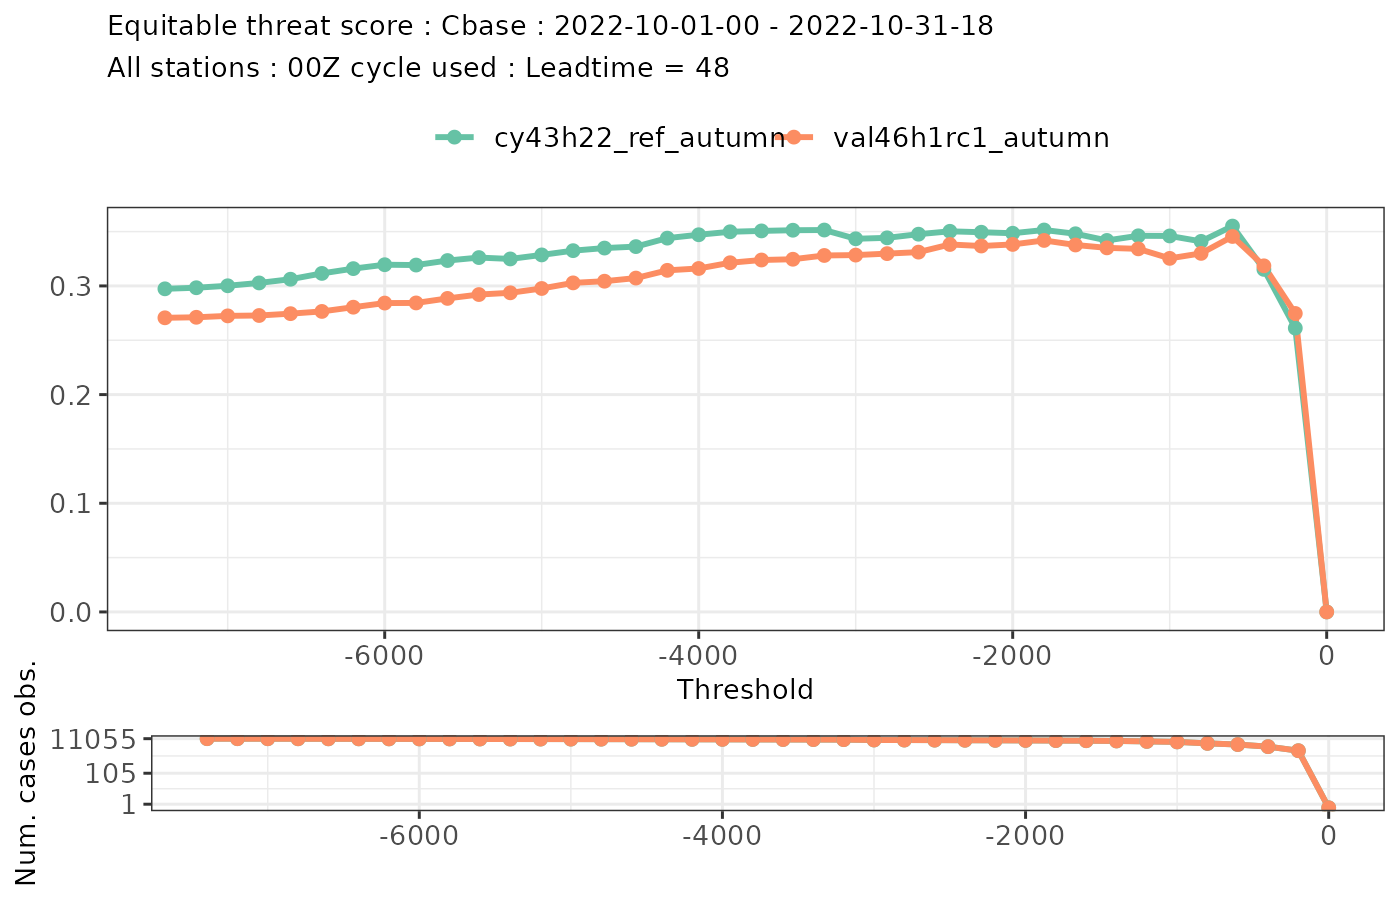 Equitable threat score : Cbase : 2022-10-01-00 - 2022-10-31-18
All stations : 00Z cycle used : Leadtime = 48
cy43h22_ref_autumn val46h1rc1_autumn
0.3
0.2
0.1
0.0
-6000 -4000 -2000 0
Threshold
Num. cases obs.
11055
105
1
-6000 -4000 -2000 0